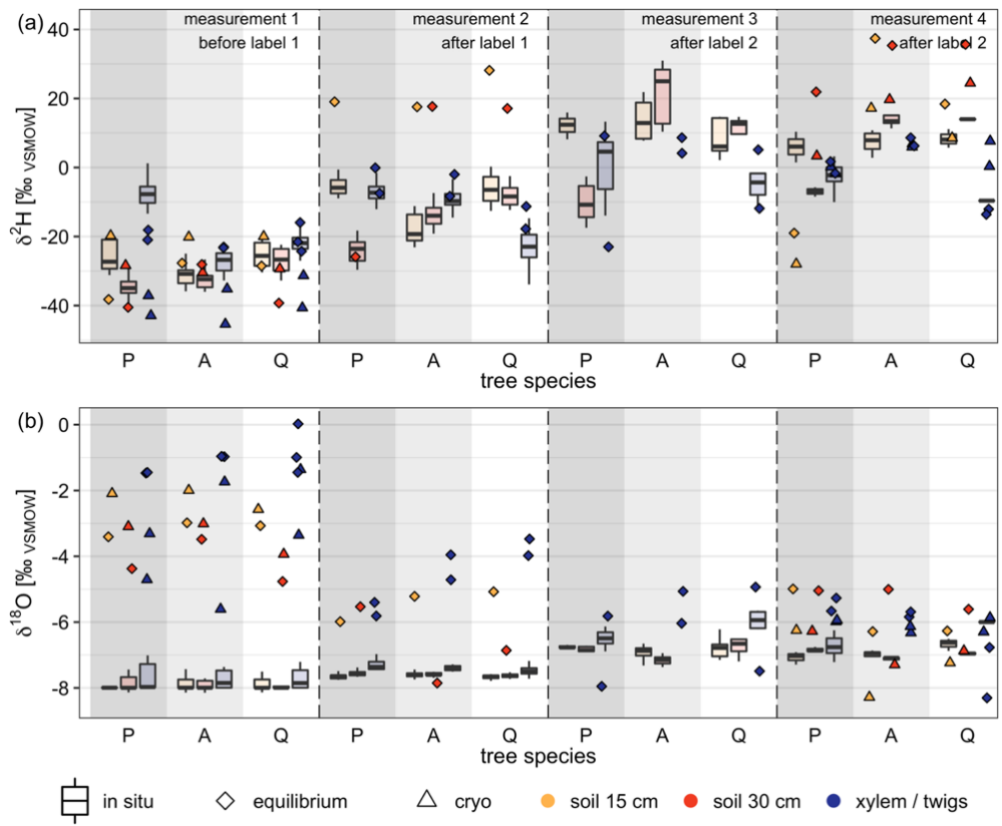 (a)
measurement 1 measurement 2 measurement 3 measurement 4
before label 1 after label 1 after label 2 after label 2
δ²H [‰ VSMOW]
40
20
0
-20
-40
P A Q P A Q P A Q P A Q
tree species
(b)
δ¹⁸O [‰ VSMOW]
0
-2
-4
-6
-8
P A Q P A Q P A Q P A Q
tree species
in situ equilibrium cryo soil 15 cm soil 30 cm xylem / twigs